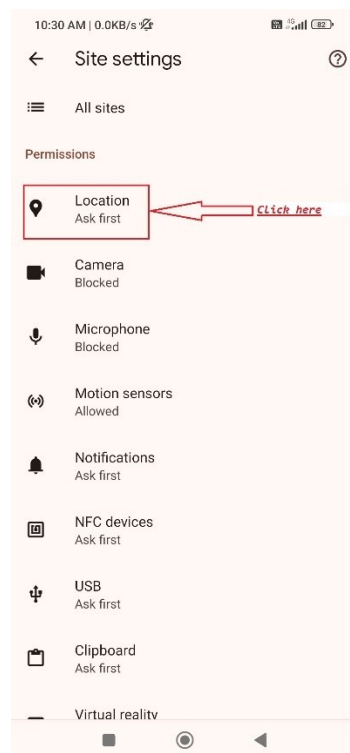 10:30 AM | 0.0KB/s
4G
82
Site settings
All sites
Permissions
Location
Ask first
Click here
Camera
Blocked
Microphone
Blocked
Motion sensors
Allowed
Notifications
Ask first
NFC devices
Ask first
USB
Ask first
Clipboard
Ask first
Virtual reality